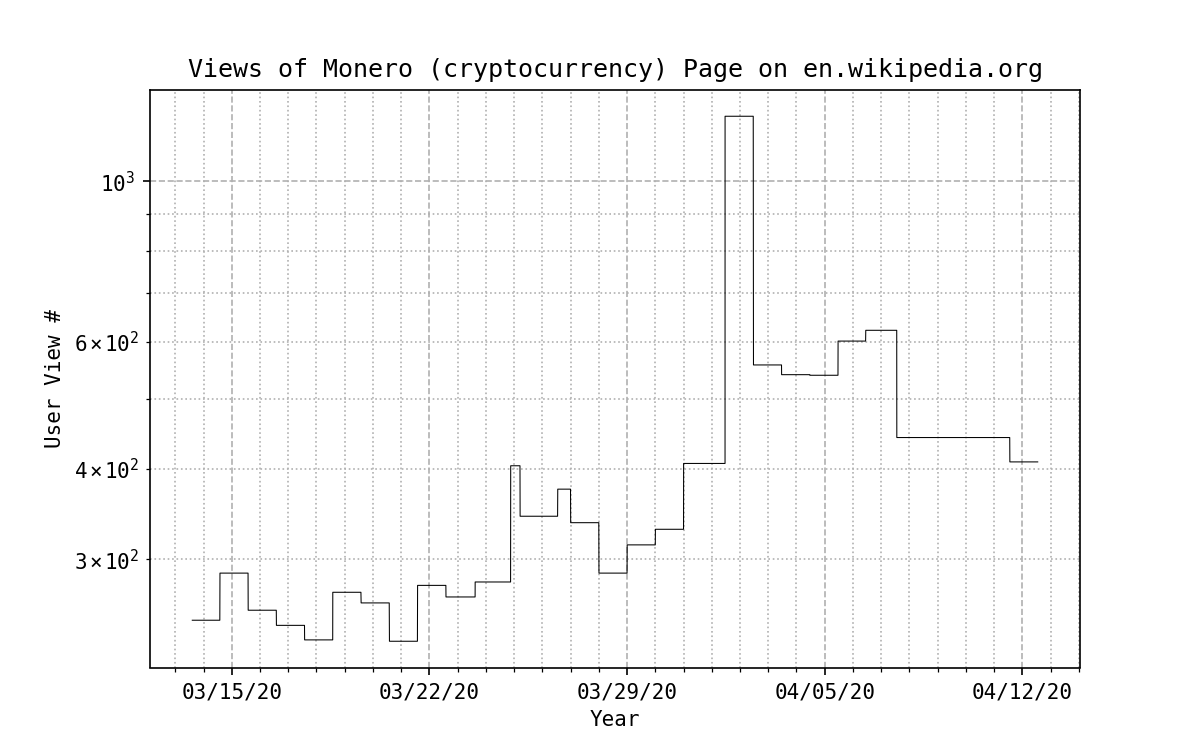 Views of Monero (cryptocurrency) Page on en.wikipedia.org
10³
6×10²
4×10²
3×10²
User View #
03/15/20 03/22/20 03/29/20 04/05/20 04/12/20
Year